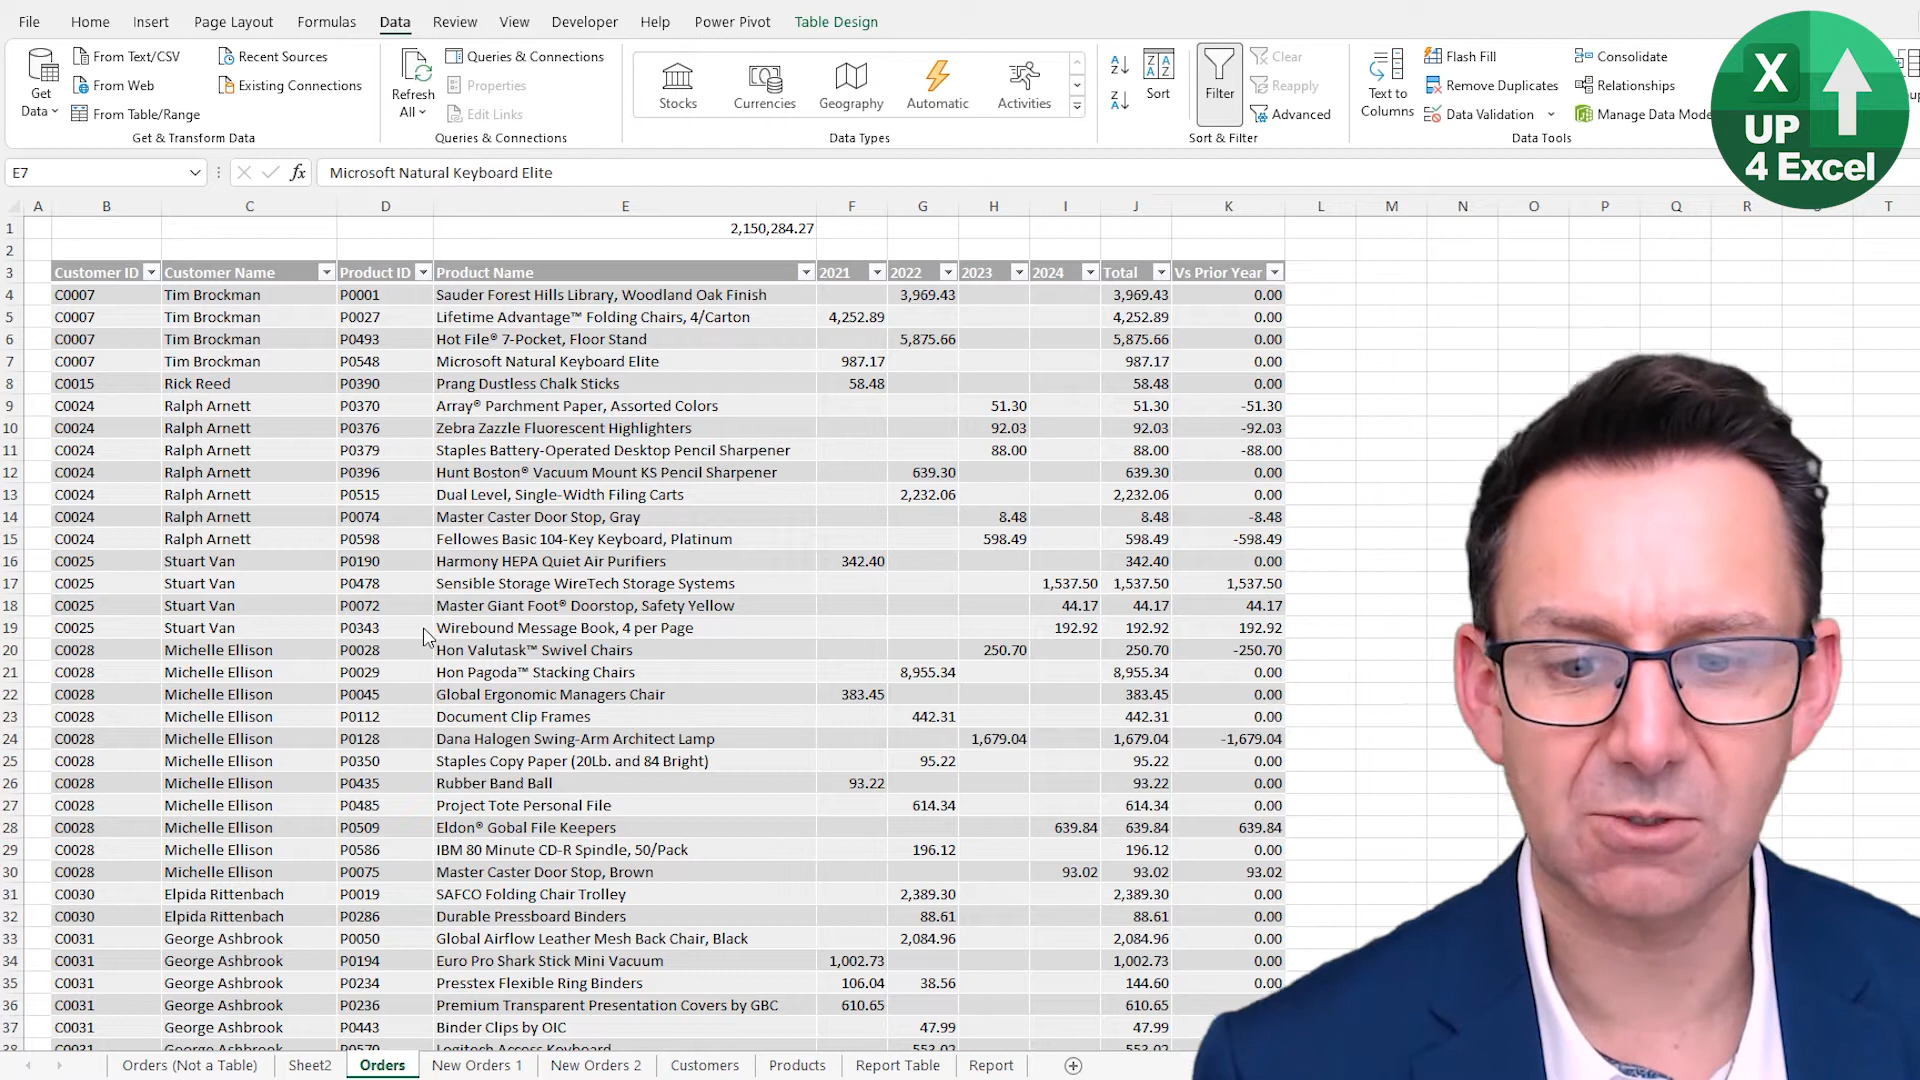 File Home Insert Page Layout Formulas Data Review View Developer Help Power Pivot Table Design
Get Data
From Text/CSV
From Web
From Table/Range
Recent Sources
Existing Connections
Get & Transform Data
Refresh All
Queries & Connections
Properties
Edit Links
Queries & Connections
Stocks Currencies Geography Automatic Activities
Data Types
Sort
Filter
Clear
Reapply
Advanced
Sort & Filter
Text to Columns
Flash Fill
Remove Duplicates
Data Validation
Consolidate
Relationships
Manage Data Mode
Data Tools
X
UP
4 Excel
E7 fx Microsoft Natural Keyboard Elite
A B C D E F G H I J K L M N O P Q R T
1 2,150,284.27
2
3 Customer ID Customer Name Product ID Product Name 2021 2022 2023 2024 Total Vs Prior Year
4 C0007 Tim Brockman P0001 Sauder Forest Hills Library, Woodland Oak Finish 3,969.43 3,969.43 0.00
5 C0007 Tim Brockman P0027 Lifetime Advantage™ Folding Chairs, 4/Carton 4,252.89 4,252.89 0.00
6 C0007 Tim Brockman P0493 Hot File® 7-Pocket, Floor Stand 5,875.66 5,875.66 0.00
7 C0007 Tim Brockman P0548 Microsoft Natural Keyboard Elite 987.17 987.17 0.00
8 C0015 Rick Reed P0390 Prang Dustless Chalk Sticks 58.48 58.48 0.00
9 C0024 Ralph Arnett P0370 Array® Parchment Paper, Assorted Colors 51.30 51.30 -51.30
10 C0024 Ralph Arnett P0376 Zebra Zazzle Fluorescent Highlighters 92.03 92.03 -92.03
11 C0024 Ralph Arnett P0379 Staples Battery-Operated Desktop Pencil Sharpener 88.00 88.00 -88.00
12 C0024 Ralph Arnett P0396 Hunt Boston® Vacuum Mount KS Pencil Sharpener 639.30 639.30 0.00
13 C0024 Ralph Arnett P0515 Dual Level, Single-Width Filing Carts 2,232.06 2,232.06 0.00
14 C0024 Ralph Arnett P0074 Master Caster Door Stop, Gray 8.48 8.48 -8.48
15 C0024 Ralph Arnett P0598 Fellowes Basic 104-Key Keyboard, Platinum 598.49 598.49 -598.49
16 C0025 Stuart Van P0190 Harmony HEPA Quiet Air Purifiers 342.40 342.40 0.00
17 C0025 Stuart Van P0478 Sensible Storage WireTech Storage Systems 1,537.50 1,537.50 1,537.50
18 C0025 Stuart Van P0072 Master Giant Foot® Doorstop, Safety Yellow 44.17 44.17 44.17
19 C0025 Stuart Van P0343 Wirebound Message Book, 4 per Page 192.92 192.92 192.92
20 C0028 Michelle Ellison P0028 Hon Valutask™ Swivel Chairs 250.70 250.70 -250.70
21 C0028 Michelle Ellison P0029 Hon Pagoda™ Stacking Chairs 8,955.34 8,955.34 0.00
22 C0028 Michelle Ellison P0045 Global Ergonomic Managers Chair 383.45 383.45 0.00
23 C0028 Michelle Ellison P0112 Document Clip Frames 442.31 442.31 0.00
24 C0028 Michelle Ellison P0128 Dana Halogen Swing-Arm Architect Lamp 1,679.04 1,679.04 -1,679.04
25 C0028 Michelle Ellison P0350 Staples Copy Paper (20Lb. and 84 Bright) 95.22 95.22 0.00
26 C0028 Michelle Ellison P0435 Rubber Band Ball 93.22 93.22 0.00
27 C0028 Michelle Ellison P0485 Project Tote Personal File 614.34 614.34 0.00
28 C0028 Michelle Ellison P0509 Eldon® Gobal File Keepers 639.84 639.84 639.84
29 C0028 Michelle Ellison P0586 IBM 80 Minute CD-R Spindle, 50/Pack 196.12 196.12 0.00
30 C0028 Michelle Ellison P0075 Master Caster Door Stop, Brown 93.02 93.02 93.02
31 C0030 Elpida Rittenbach P0019 SAFCO Folding Chair Trolley 2,389.30 2,389.30 0.00
32 C0030 Elpida Rittenbach P0286 Durable Pressboard Binders 88.61 88.61 0.00
33 C0031 George Ashbrook P0050 Global Airflow Leather Mesh Back Chair, Black 2,084.96 2,084.96 0.00
34 C0031 George Ashbrook P0194 Euro Pro Shark Stick Mini Vacuum 1,002.73 1,002.73 0.00
35 C0031 George Ashbrook P0234 Presstex Flexible Ring Binders 106.04 38.56 144.60 0.00
36 C0031 George Ashbrook P0236 Premium Transparent Presentation Covers by GBC 610.65 610.65
37 C0031 George Ashbrook P0443 Binder Clips by OIC 47.99 47.99
38 C0031 George Ashbrook P0570 Logitech Access Keyboard 553.02 553.02
Orders (Not a Table) Sheet2 Orders New Orders 1 New Orders 2 Customers Products Report Table Report